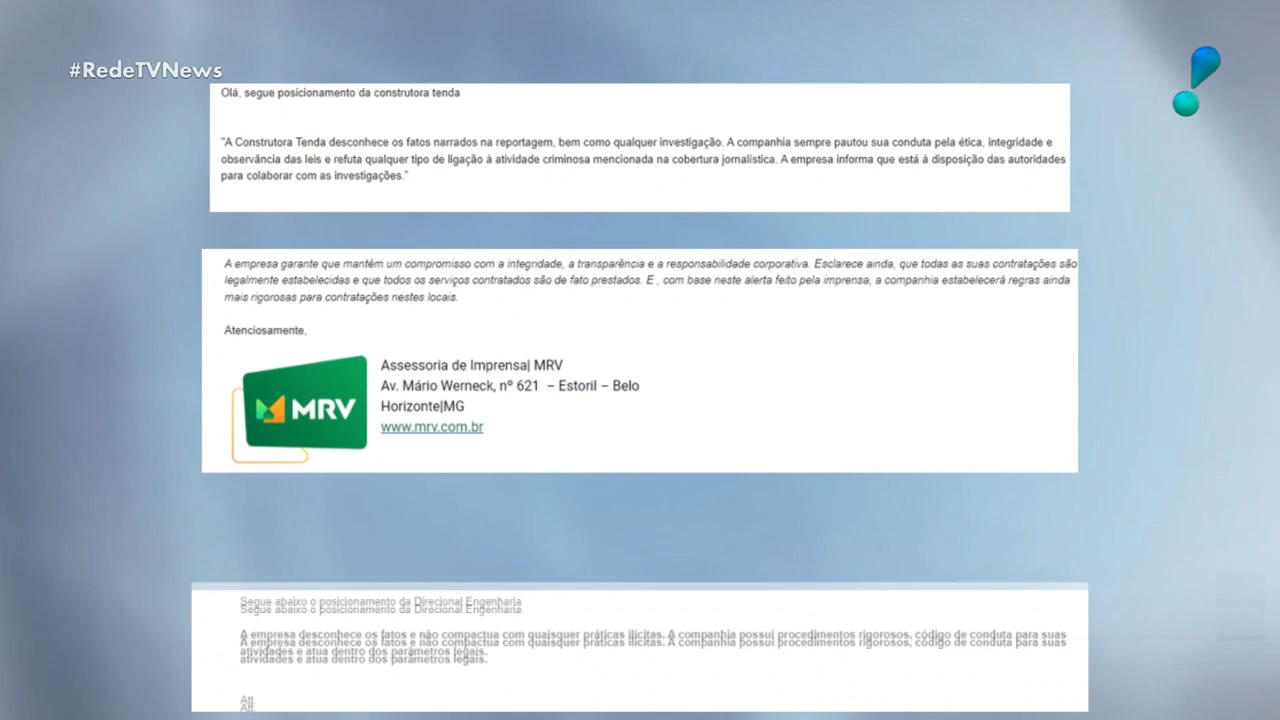 #RedeTVNews
Olá, segue posicionamento da construtora tenda
"A Construtora Tenda desconhece os fatos narrados na reportagem, bem como qualquer investigação. A companhia sempre pautou sua conduta pela ética, integridade e
observância das leis e refuta qualquer tipo de ligação à atividade criminosa mencionada na cobertura jornalística. A empresa informa que está à disposição das autoridades
para colaborar com as investigações."
A empresa garante que mantém um compromisso com a integridade, a transparência e a responsabilidade corporativa. Esclarece ainda, que todas as suas contratações são
legalmente estabelecidas e que todos os serviços contratados são de fato prestados. E , com base neste alerta feito pela imprensa, a companhia estabelecerá regras ainda
mais rigorosas para contratações nestes locais.
Atenciosamente,
MRV
Assessoria de Imprensa| MRV
Av. Mário Werneck, nº 621 – Estoril – Belo
Horizonte|MG
www.mrv.com.br
Segue abaixo o posicionamento da Direcional Engenharia.
A empresa desconhece os fatos e não compactua com quaisquer práticas ilícitas. A companhia possui procedimentos rigorosos, código de conduta para suas
atividades e atua dentro dos parâmetros legais.
Att.